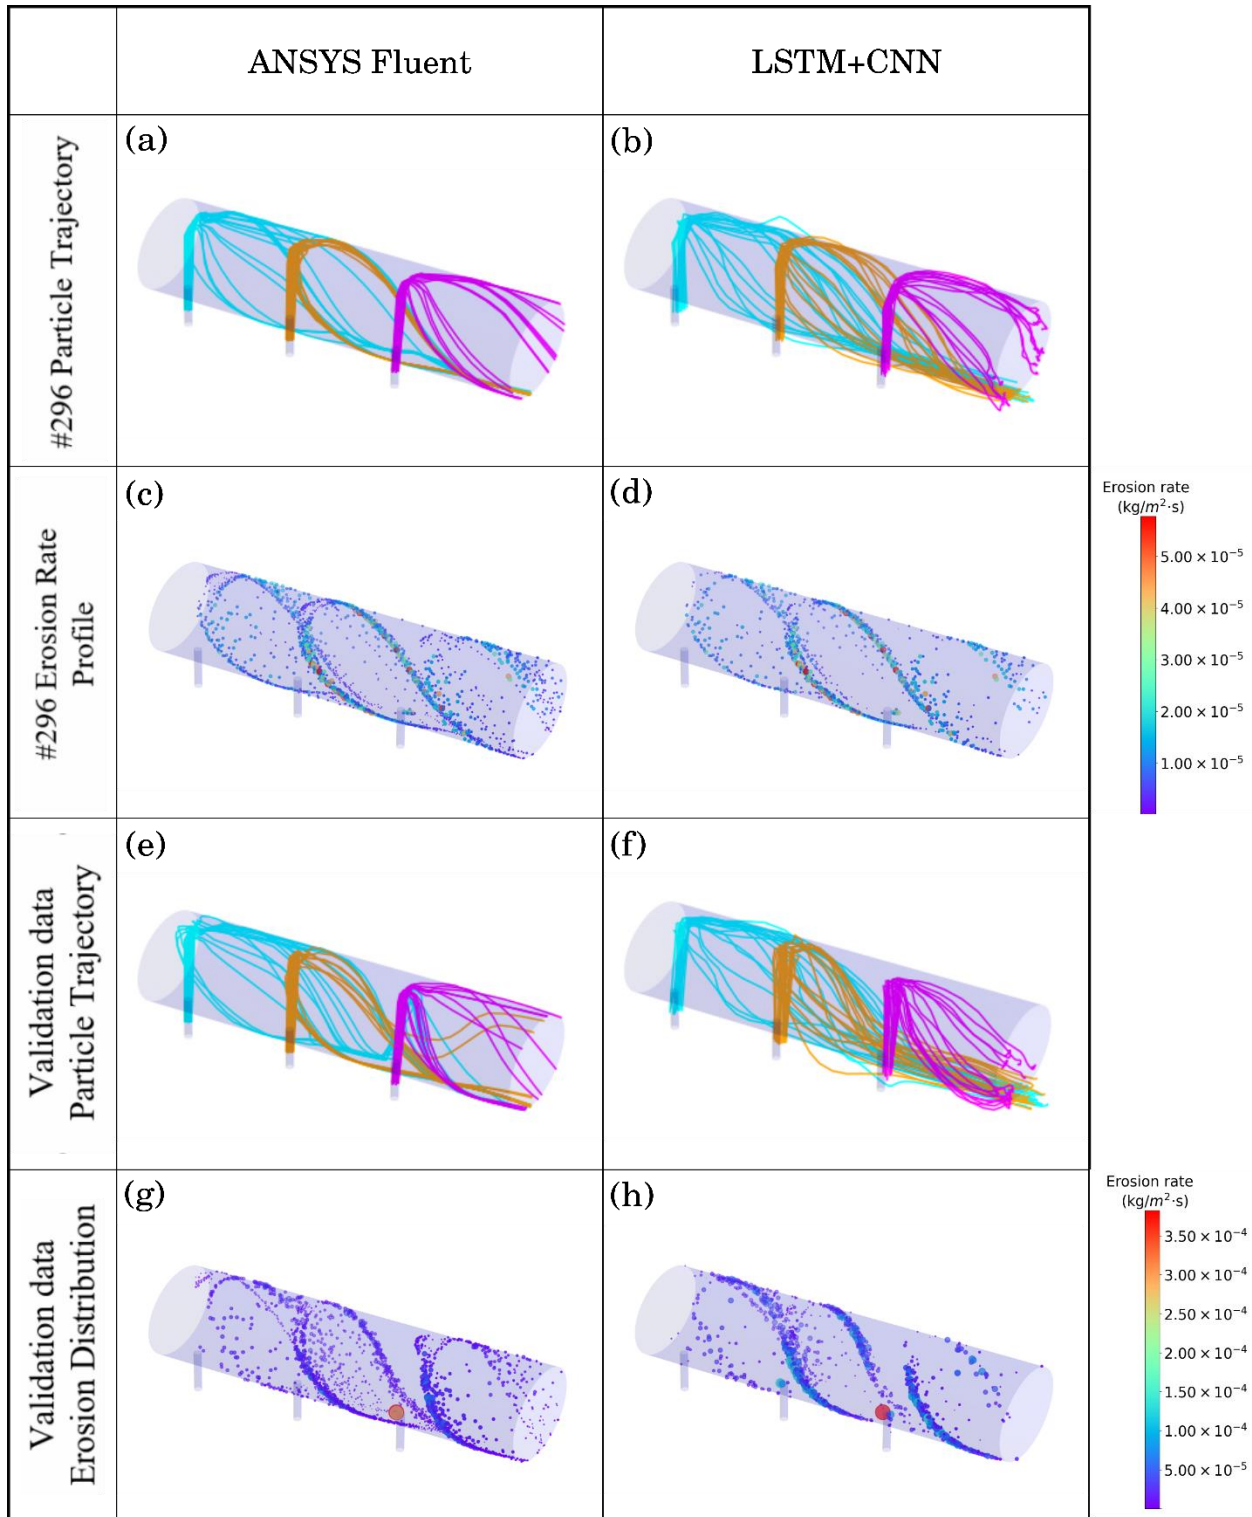 ANSYS Fluent
LSTM+CNN
#296 Particle Trajectory
(a)
(b)
#296 Erosion Rate
Profile
(c)
(d)
Erosion rate
(kg/m²·s)
5.00 × 10⁻⁵
4.00 × 10⁻⁵
3.00 × 10⁻⁵
2.00 × 10⁻⁵
1.00 × 10⁻⁵
Validation data
Particle Trajectory
(e)
(f)
Validation data
Erosion Distribution
(g)
(h)
Erosion rate
(kg/m²·s)
3.50 × 10⁻⁴
3.00 × 10⁻⁴
2.50 × 10⁻⁴
2.00 × 10⁻⁴
1.50 × 10⁻⁴
1.00 × 10⁻⁴
5.00 × 10⁻⁵